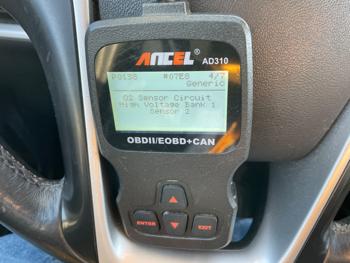 ANCEL
AD310
P0138 #07E8 4/7
Generic
O2 Sensor Circuit
High Voltage Bank 1
Sensor 2
OBDII/EOBD+CAN
ENTER
EXIT